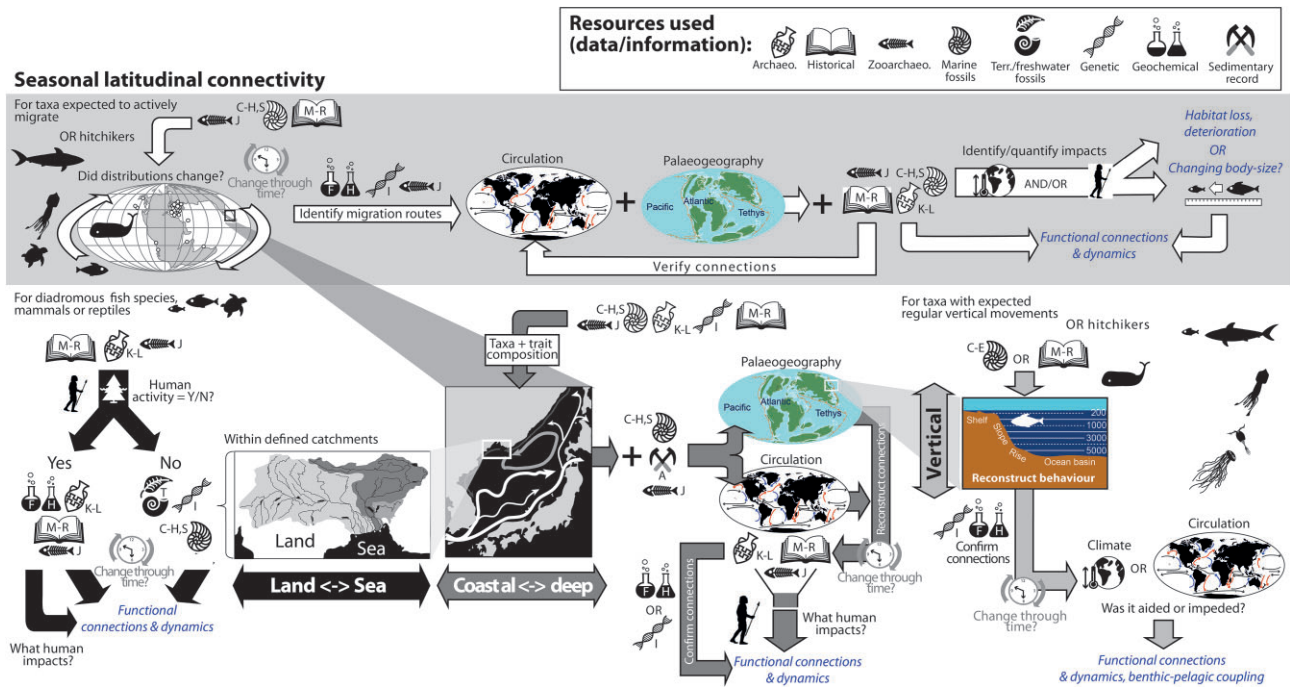 Resources used
(data/information):
Archaeo.
Historical
Zooarchaeo.
Marine
fossils
Terr./freshwater
fossils
Genetic
Geochemical
Sedimentary
record
Seasonal latitudinal connectivity
For taxa expected to actively
migrate
OR hitchikers
J
C-H,S
M-R
Did distributions change?
Change through
time?
F
H
I
J
Identify migration routes
Circulation
+
Palaeogeography
Pacific
Atlantic
Tethys
+
J
C-H,S
M-R
K-L
Verify connections
Identify/quantify impacts
AND/OR
Habitat loss,
deterioration
OR
Changing body-size?
Functional connections
& dynamics
For diadromous fish species,
mammals or reptiles
M-R
K-L
J
Human
activity = Y/N?
Yes
No
F
H
K-L
M-R
J
T
I
C-H,S
Change through
time?
What human
impacts?
Functional
connections & dynamics
Within defined catchments
Land
Sea
Land <-> Sea
C-H,S
J
K-L
I
M-R
Taxa + trait
composition
Coastal <-> deep
+
C-H,S
A
J
Palaeogeography
Pacific
Atlantic
Tethys
Circulation
Reconstruct connection
Change through
time?
K-L
M-R
J
F
H
OR
I
Confirm connections
What human
impacts?
Functional connections
& dynamics
For taxa with expected
regular vertical movements
OR hitchikers
C-E
OR
M-R
Vertical
Shelf
Slope
Rise
Ocean basin
200
1000
3000
5000
Reconstruct behaviour
I
F
H
Confirm
connections
Change through
time?
Climate
OR
Circulation
Was it aided or impeded?
Functional connections
& dynamics, benthic-pelagic coupling